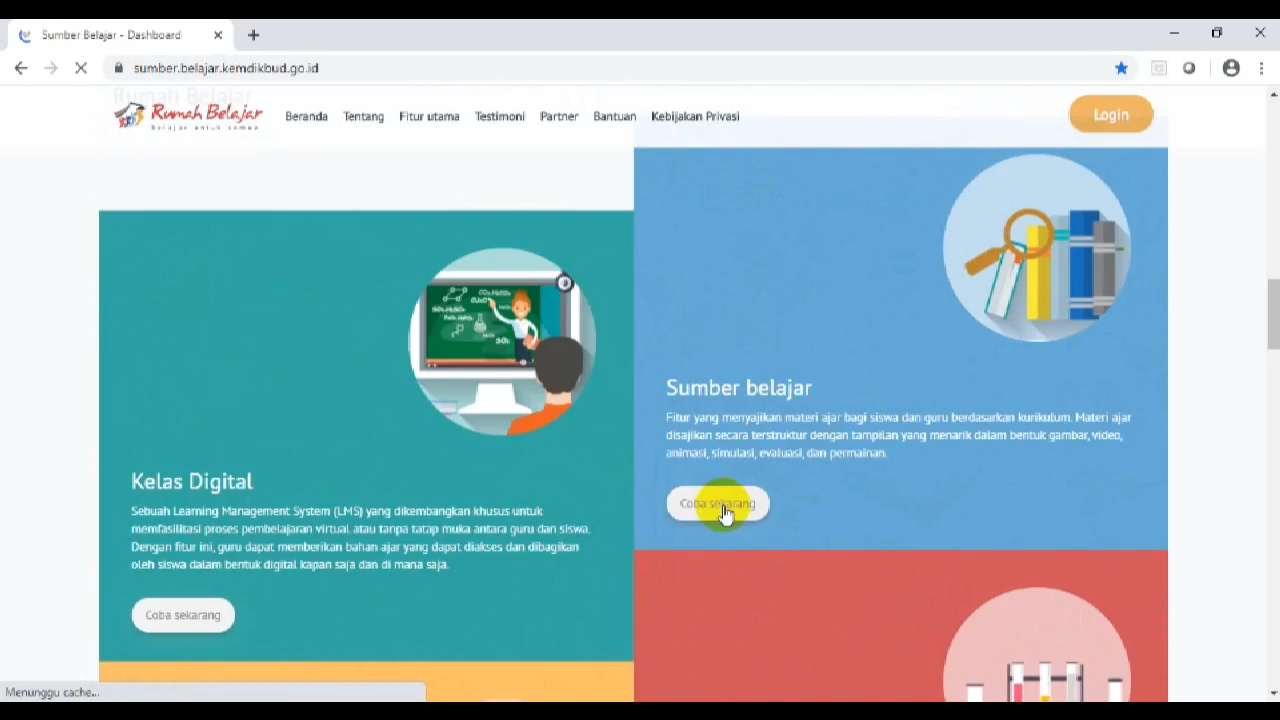 Sumber Belajar - Dashboard
sumber.belajar.kemdikbud.go.id
Rumah Belajar
Rumah Belajar
Belajar untuk semua
Beranda Tentang Fitur utama Testimoni Partner Bantuan Kebijakan Privasi
Login
Sumber belajar
Fitur yang menyajikan materi ajar bagi siswa dan guru berdasarkan kurikulum. Materi ajar
disajikan secara terstruktur dengan tampilan yang menarik dalam bentuk gambar, video,
animasi, simulasi, evaluasi, dan permainan.
Coba sekarang
Kelas Digital
Sebuah Learning Management System (LMS) yang dikembangkan khusus untuk
memfasilitasi proses pembelajaran virtual atau tanpa tatap muka antara guru dan siswa.
Dengan fitur ini, guru dapat memberikan bahan ajar yang dapat diakses dan dibagikan
oleh siswa dalam bentuk digital kapan saja dan di mana saja.
Coba sekarang
Menunggu cache...